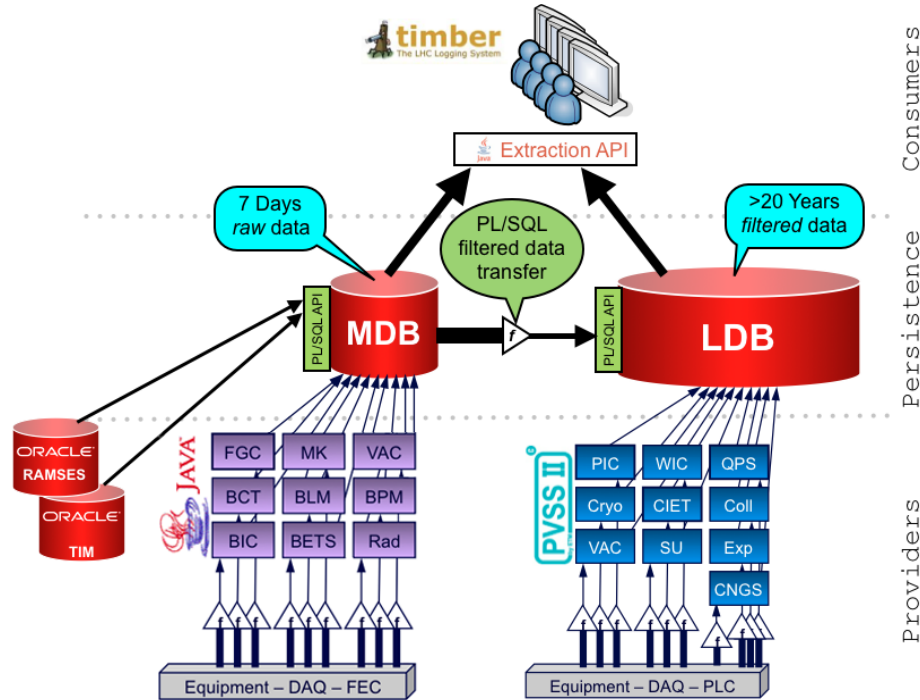 timber
The LHC Logging System
Consumers
Java
Extraction API
7 Days
raw data
PL/SQL
filtered data
transfer
>20 Years
filtered data
Persistence
PL/SQL API
MDB
f
PL/SQL API
LDB
ORACLE
RAMSES
ORACLE
TIM
JAVA
FGC
MK
VAC
BCT
BLM
BPM
BIC
BETS
Rad
PVSS II
PIC
WIC
QPS
Cryo
CIET
Coll
VAC
SU
Exp
CNGS
Providers
f f f f f f f f f
f f f f f f f f f f
Equipment – DAQ – FEC
Equipment – DAQ – PLC